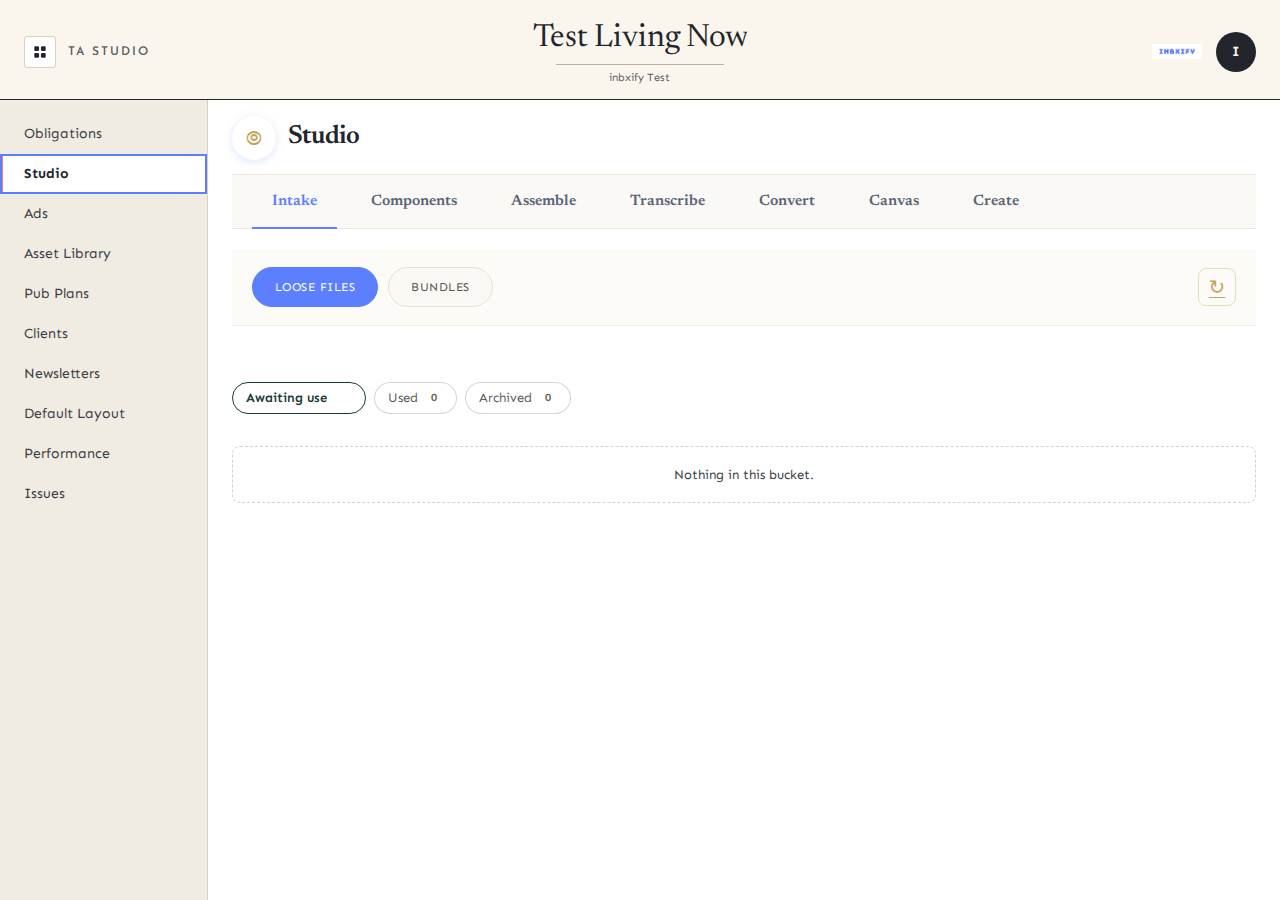 TA STUDIO
Test Living Now
inbxify Test
INBXIFY
I
Obligations
Studio
Ads
Asset Library
Pub Plans
Clients
Newsletters
Default Layout
Performance
Issues
Studio
Intake Components Assemble Transcribe Convert Canvas Create
LOOSE FILES BUNDLES
Awaiting use Used 0 Archived 0
Nothing in this bucket.